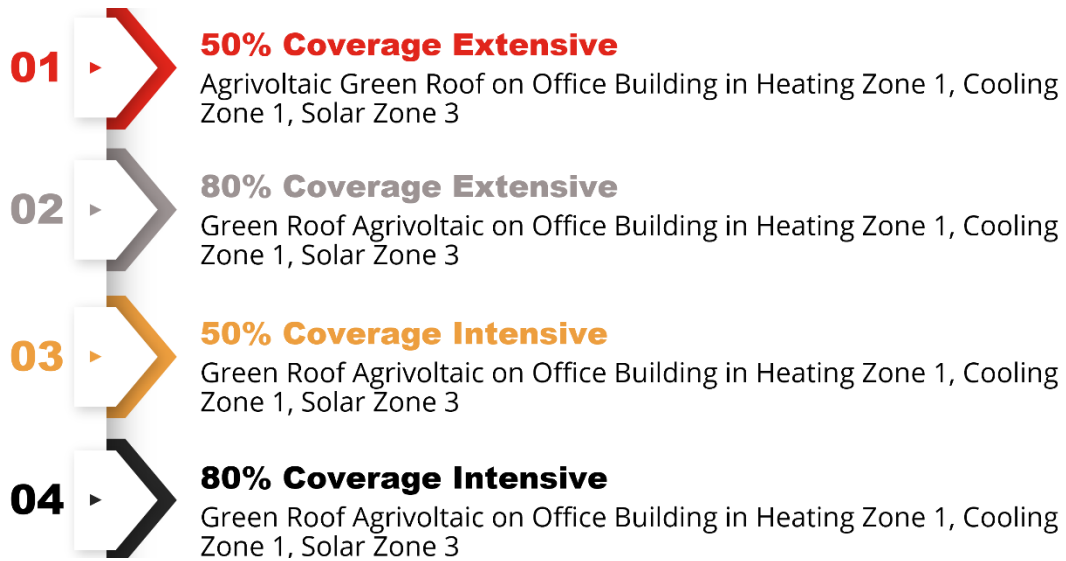 01
50% Coverage Extensive
Agrivoltaic Green Roof on Office Building in Heating Zone 1, Cooling
Zone 1, Solar Zone 3
02
80% Coverage Extensive
Green Roof Agrivoltaic on Office Building in Heating Zone 1, Cooling
Zone 1, Solar Zone 3
03
50% Coverage Intensive
Green Roof Agrivoltaic on Office Building in Heating Zone 1, Cooling
Zone 1, Solar Zone 3
04
80% Coverage Intensive
Green Roof Agrivoltaic on Office Building in Heating Zone 1, Cooling
Zone 1, Solar Zone 3